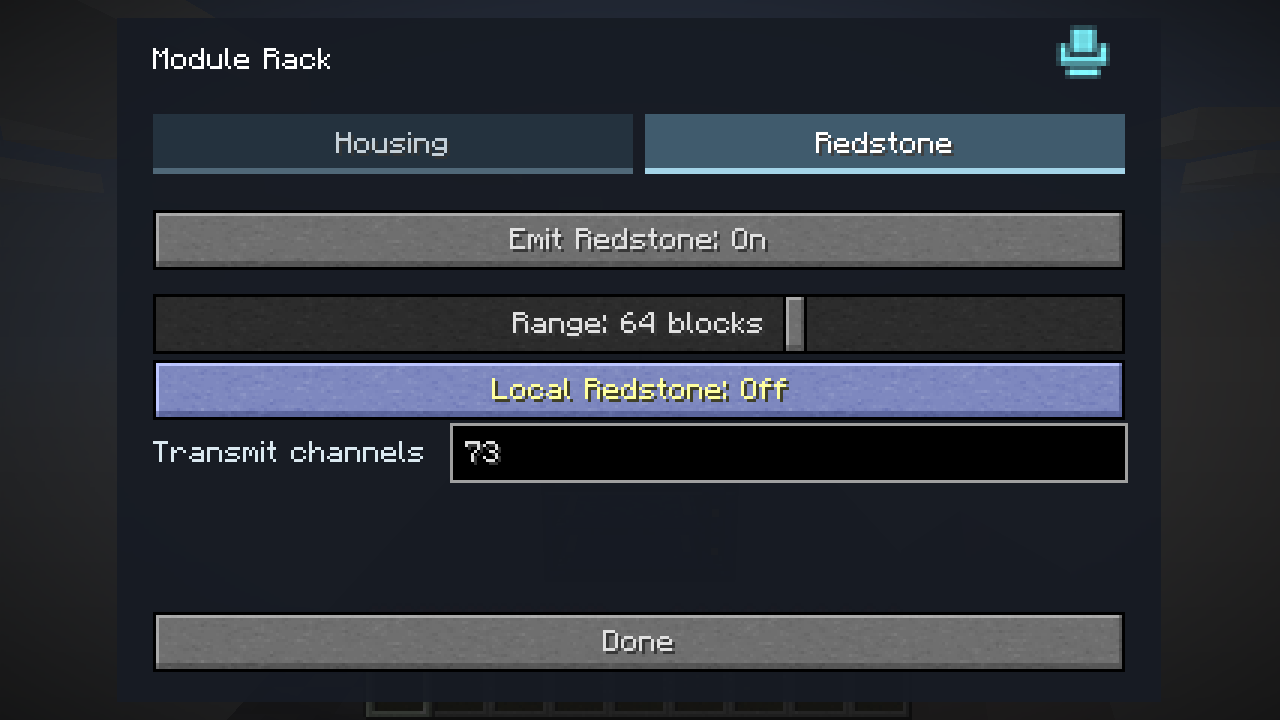 Module Rack
Housing
Redstone
Emit Redstone: On
Range: 64 blocks
Local Redstone: Off
Transmit channels
73
Done